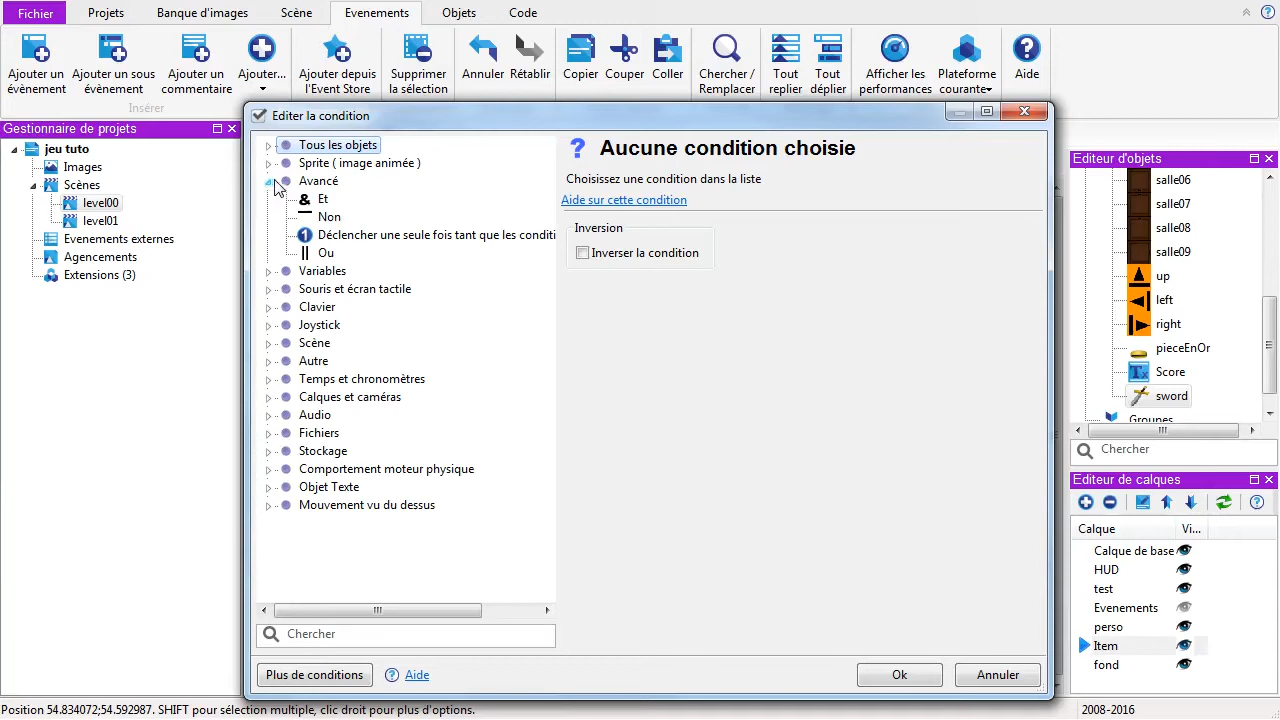 Fichier Projets Banque d'images Scène Evenements Objets Code
Ajouter un évènement
Ajouter un sous évènement
Ajouter un commentaire
Ajouter...
Ajouter depuis l'Event Store
Supprimer la sélection
Annuler
Rétablir
Copier
Couper
Coller
Chercher / Remplacer
Tout replier
Tout déplier
Afficher les performances
Plateforme courante
Aide
Insérer
Gestionnaire de projets
jeu tuto
Images
Scènes
level00
level01
Evenements externes
Agencements
Extensions (3)
Editer la condition
Tous les objets
Sprite ( image animée )
Avancé
& Et
Non
1 Déclencher une seule fois tant que les conditi
Ou
Variables
Souris et écran tactile
Clavier
Joystick
Scène
Autre
Temps et chronomètres
Calques et caméras
Audio
Fichiers
Stockage
Comportement moteur physique
Objet Texte
Mouvement vu du dessus
Chercher
Plus de conditions
? Aide
? Aucune condition choisie
Choisissez une condition dans la liste
Aide sur cette condition
Inversion
Inverser la condition
Ok
Annuler
Editeur d'objets
salle06
salle07
salle08
salle09
up
left
right
pieceEnOr
Tx Score
sword
Groupes
Chercher
Editeur de calques
Calque Vi...
Calque de base
HUD
test
Evenements
perso
Item
fond
Position 54.834072;54.592987. SHIFT pour sélection multiple, clic droit pour plus d'options.
2008-2016